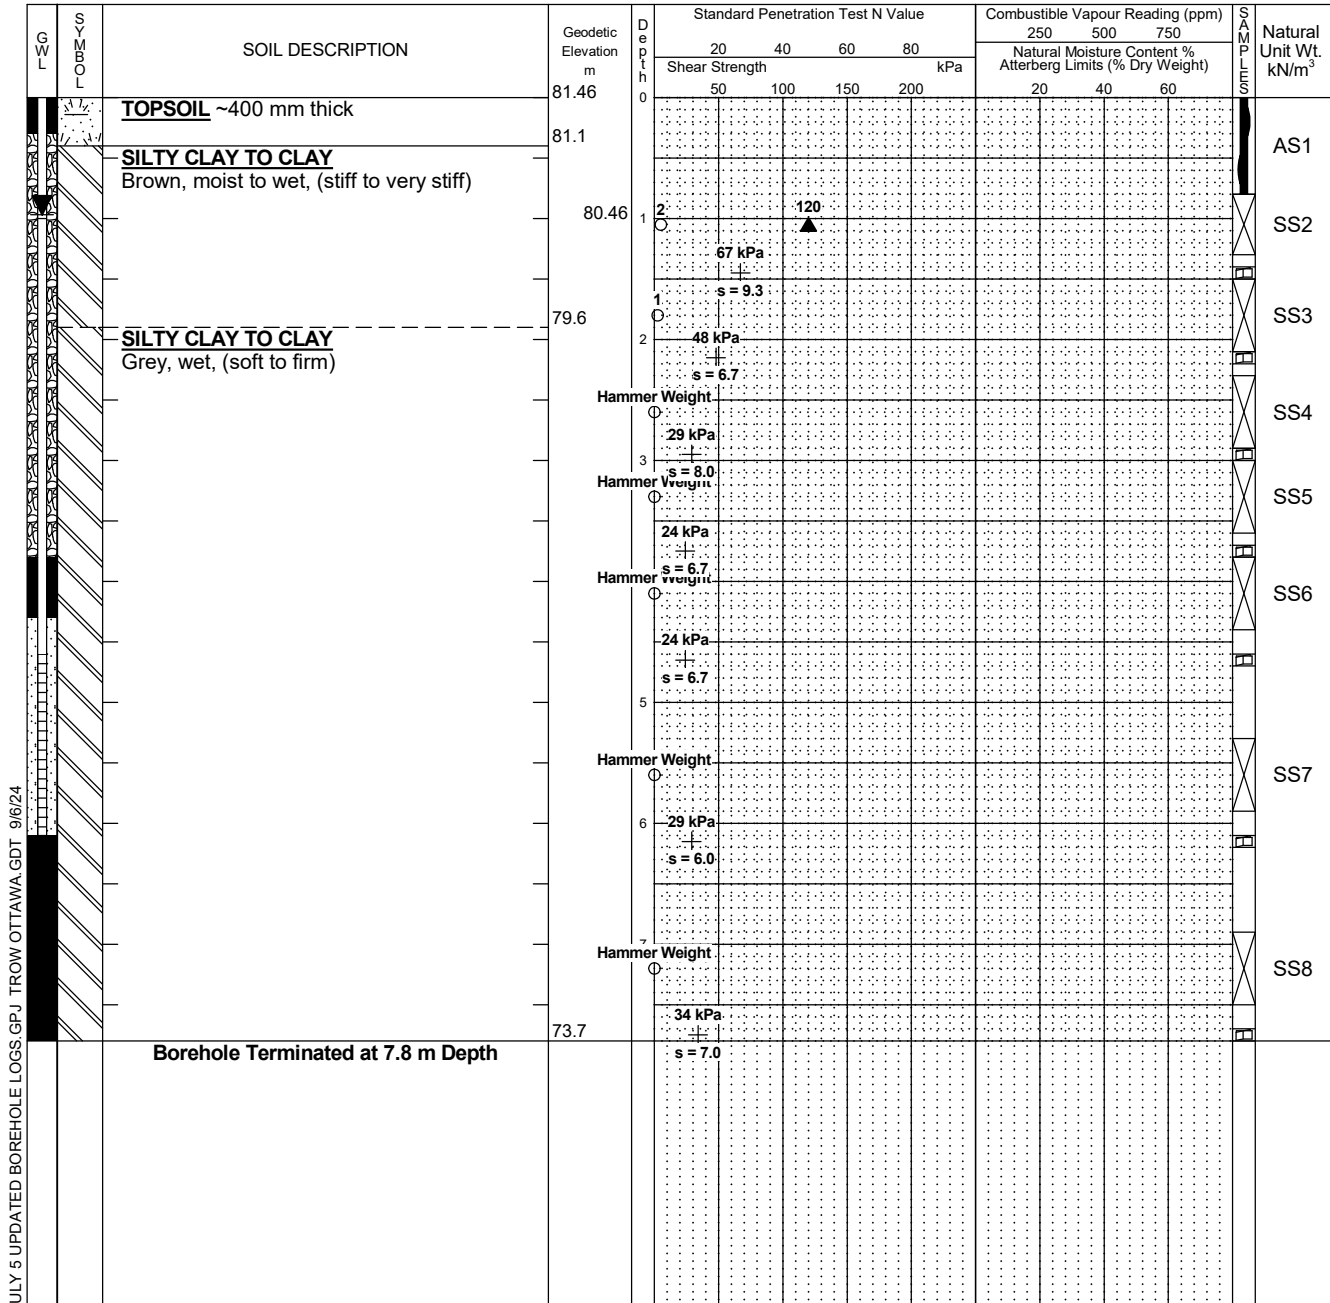 GWL
SYMBOL
SOIL DESCRIPTION
Geodetic
Elevation
m
81.46
Depth
0
Standard Penetration Test N Value
20 40 60 80
Shear Strength kPa
50 100 150 200
Combustible Vapour Reading (ppm)
250 500 750
Natural Moisture Content %
Atterberg Limits (% Dry Weight)
20 40 60
SAMPLES
Natural
Unit Wt.
kN/m³
TOPSOIL ~400 mm thick
81.1
AS1
SILTY CLAY TO CLAY
Brown, moist to wet, (stiff to very stiff)
80.46
1
2
120
SS2
67 kPa
s = 9.3
1
SS3
79.6
SILTY CLAY TO CLAY
Grey, wet, (soft to firm)
2
48 kPa
s = 6.7
Hammer Weight
SS4
29 kPa
3
s = 8.0
Hammer Weight
SS5
24 kPa
s = 6.7
Hammer Weight
SS6
24 kPa
s = 6.7
5
Hammer Weight
SS7
6
29 kPa
s = 6.0
7
Hammer Weight
SS8
34 kPa
73.7
s = 7.0
Borehole Terminated at 7.8 m Depth
ULY 5 UPDATED BOREHOLE LOGS.GPJ TROW OTTAWA.GDT 9/6/24